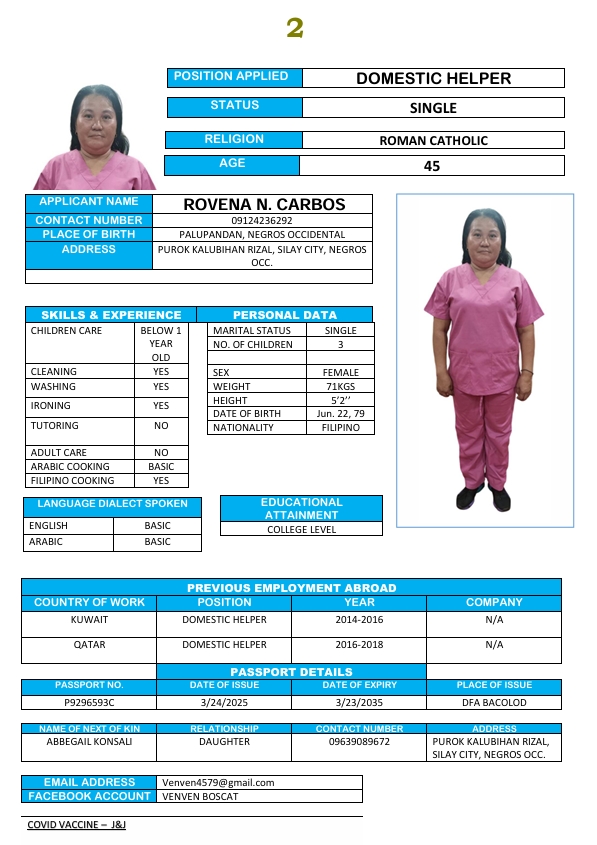 2
POSITION APPLIED DOMESTIC HELPER
STATUS SINGLE
RELIGION ROMAN CATHOLIC
AGE 45
APPLICANT NAME ROVENA N. CARBOS
CONTACT NUMBER 09124236292
PLACE OF BIRTH PALUPANDAN, NEGROS OCCIDENTAL
ADDRESS PUROK KALUBIHAN RIZAL, SILAY CITY, NEGROS
OCC.
SKILLS & EXPERIENCE PERSONAL DATA
CHILDREN CARE BELOW 1
YEAR
OLD
CLEANING YES
WASHING YES
IRONING YES
TUTORING NO
ADULT CARE NO
ARABIC COOKING BASIC
FILIPINO COOKING YES
MARITAL STATUS SINGLE
NO. OF CHILDREN 3
SEX FEMALE
WEIGHT 71KGS
HEIGHT 5’2’’
DATE OF BIRTH Jun. 22, 79
NATIONALITY FILIPINO
LANGUAGE DIALECT SPOKEN
ENGLISH BASIC
ARABIC BASIC
EDUCATIONAL
ATTAINMENT
COLLEGE LEVEL
PREVIOUS EMPLOYMENT ABROAD
COUNTRY OF WORK POSITION YEAR COMPANY
KUWAIT DOMESTIC HELPER 2014-2016 N/A
QATAR DOMESTIC HELPER 2016-2018 N/A
PASSPORT DETAILS
PASSPORT NO. DATE OF ISSUE DATE OF EXPIRY PLACE OF ISSUE
P9296593C 3/24/2025 3/23/2035 DFA BACOLOD
NAME OF NEXT OF KIN RELATIONSHIP CONTACT NUMBER ADDRESS
ABBEGAIL KONSALI DAUGHTER 09639089672 PUROK KALUBIHAN RIZAL,
SILAY CITY, NEGROS OCC.
EMAIL ADDRESS Venven4579@gmail.com
FACEBOOK ACCOUNT VENVEN BOSCAT
COVID VACCINE – J&J